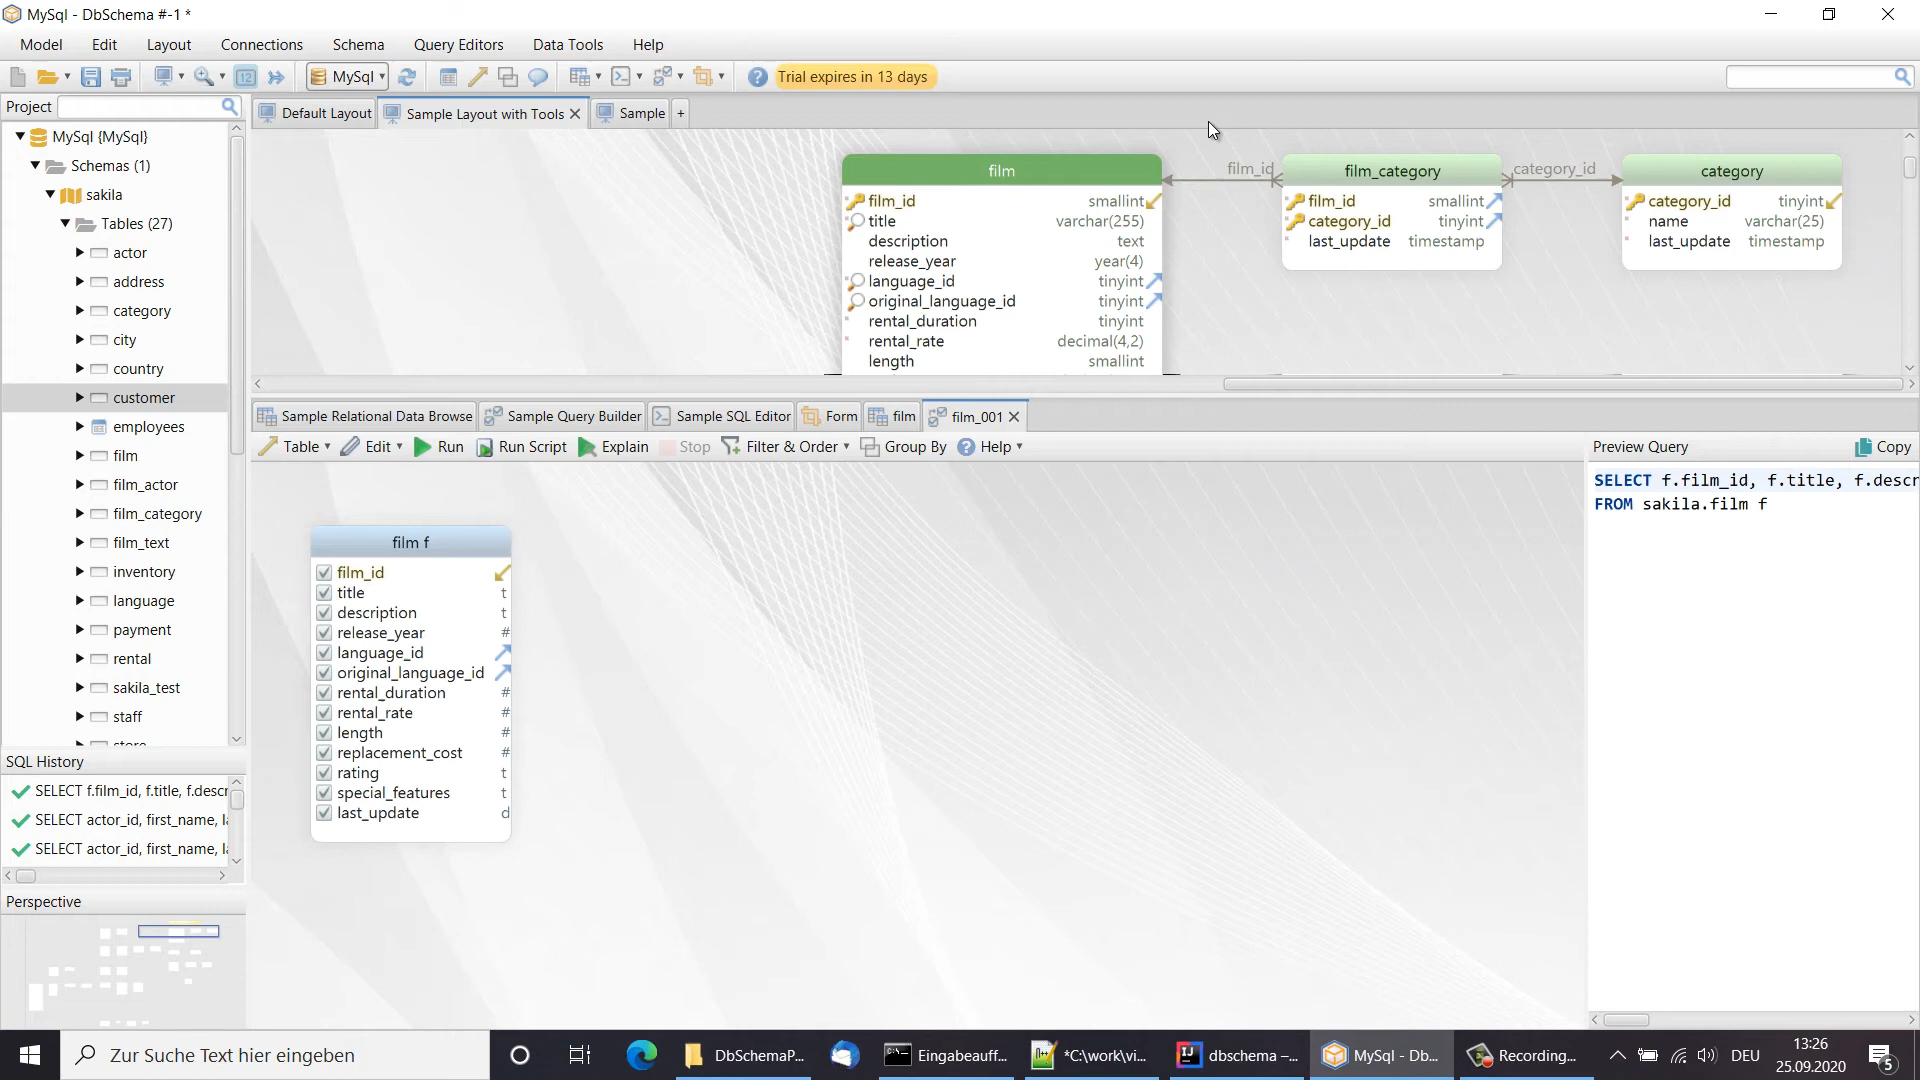 MySql - DbSchema #-1 *
Model Edit Layout Connections Schema Query Editors Data Tools Help
12 MySql Trial expires in 13 days
Project
Default Layout Sample Layout with Tools Sample +
MySql {MySql}
Schemas (1)
sakila
Tables (27)
actor
address
category
city
country
customer
employees
film
film_actor
film_category
film_text
inventory
language
payment
rental
sakila_test
staff
store
SQL History
SELECT f.film_id, f.title, f.descr
SELECT actor_id, first_name, la
SELECT actor_id, first_name, la
Perspective
film
film_id smallint
title varchar(255)
description text
release_year year(4)
language_id tinyint
original_language_id tinyint
rental_duration tinyint
rental_rate decimal(4,2)
length smallint
film_id
film_category
film_id smallint
category_id tinyint
last_update timestamp
category_id
category
category_id tinyint
name varchar(25)
last_update timestamp
Sample Relational Data Browse Sample Query Builder Sample SQL Editor Form film film_001
Table Edit Run Run Script Explain Stop Filter & Order Group By Help
film f
film_id
title t
description t
release_year #
language_id
original_language_id
rental_duration #
rental_rate #
length #
replacement_cost #
rating t
special_features t
last_update d
Preview Query Copy
SELECT f.film_id, f.title, f.descr
FROM sakila.film f
Zur Suche Text hier eingeben
DbSchemaP... Eingabeauff... *C:\work\vi... dbschema –... MySql - Db... Recording...
DEU
13:26
25.09.2020
5